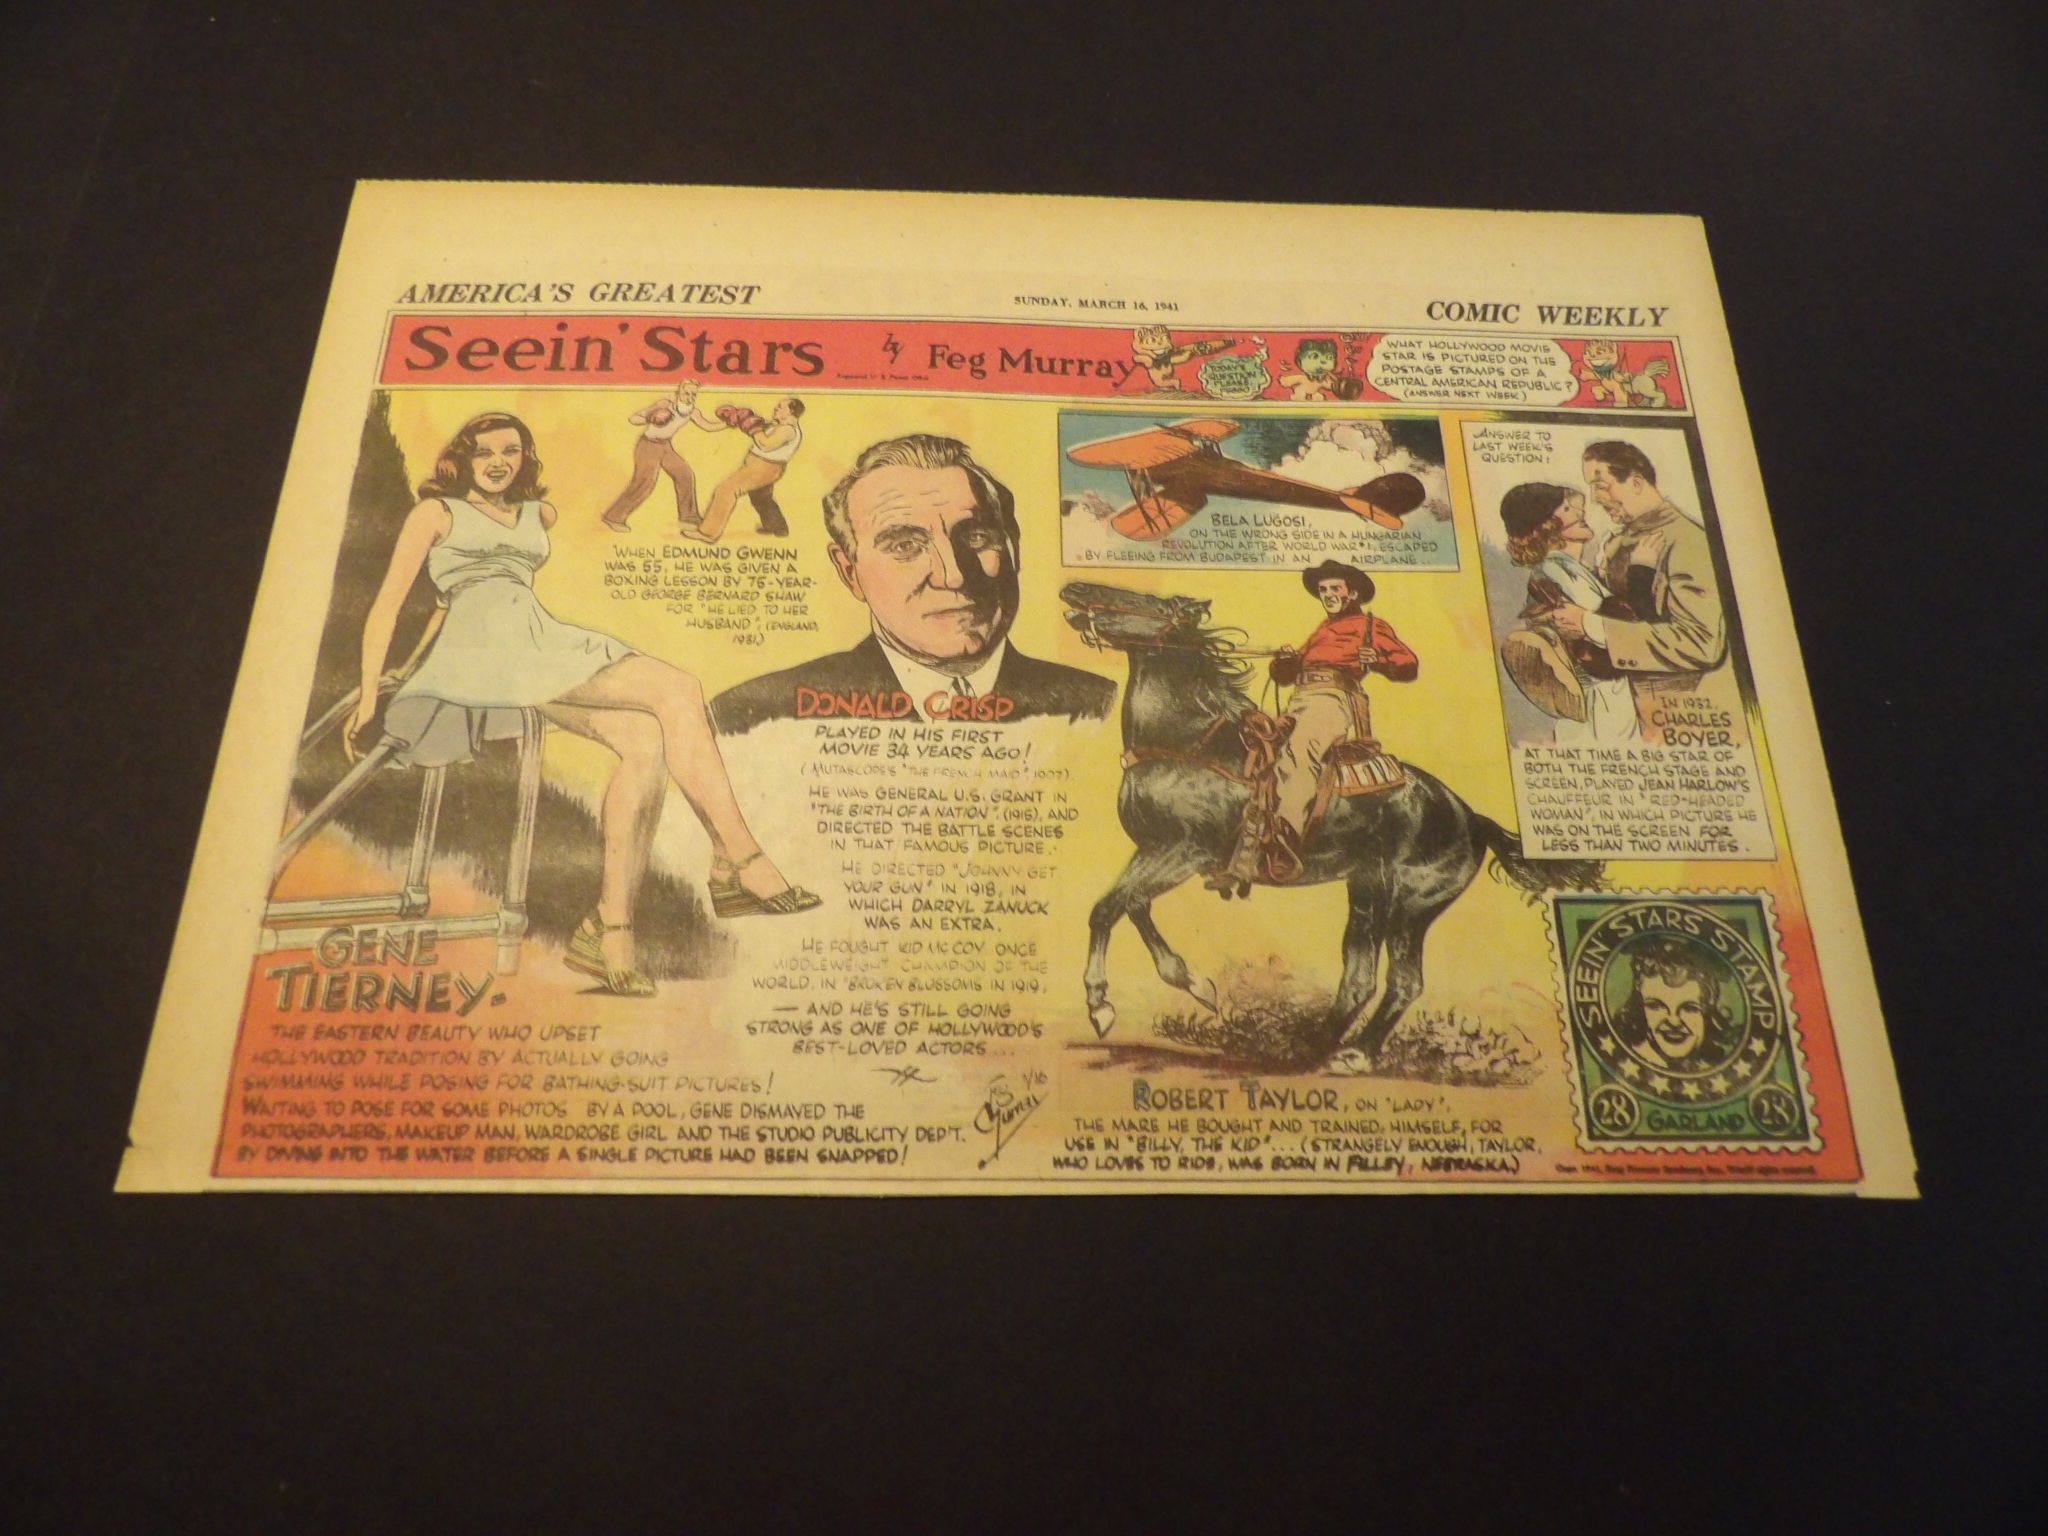 AMERICA'S GREATEST
SUNDAY, MARCH 16, 1941
COMIC WEEKLY
Seein' Stars
by
Feg Murray
TODAY'S
QUESTION
PLEASE,
WHAT HOLLYWOOD MOVIE
STAR IS PICTURED ON THE
POSTAGE STAMPS OF A
CENTRAL AMERICAN REPUBLIC?
(ANSWER NEXT WEEK)
WHEN EDMUND GWENN
WAS 55, HE WAS GIVEN A
BOXING LESSON BY 75-YEAR-
OLD GEORGE BERNARD SHAW
FOR "HE LIED TO HER
HUSBAND", (ENGLAND,
1931)
DONALD CRISP
PLAYED IN HIS FIRST
MOVIE 34 YEARS AGO!
(MUTASCOPE'S "THE FRENCH MAID" 1907).
HE WAS GENERAL U.S. GRANT IN
"THE BIRTH OF A NATION", (1915), AND
DIRECTED THE BATTLE SCENES
IN THAT FAMOUS PICTURE.
HE DIRECTED "JOHNNY GET
YOUR GUN" IN 1918, IN
WHICH DARRYL ZANUCK
WAS AN EXTRA.
HE FOUGHT KID McCOY, ONCE
MIDDLEWEIGHT CHAMPION OF THE
WORLD, IN "BROKEN BLOSSOMS IN 1919,
— AND HE'S STILL GOING
STRONG AS ONE OF HOLLYWOOD'S
BEST-LOVED ACTORS...
GENE
TIERNEY.
THE EASTERN BEAUTY WHO UPSET
HOLLYWOOD TRADITION BY ACTUALLY GOING
SWIMMING WHILE POSING FOR BATHING-SUIT PICTURES!
WAITING TO POSE FOR SOME PHOTOS BY A POOL, GENE DISMAYED THE
PHOTOGRAPHERS, MAKEUP MAN, WARDROBE GIRL AND THE STUDIO PUBLICITY DEP'T.
BY DIVING INTO THE WATER BEFORE A SINGLE PICTURE HAD BEEN SNAPPED!
Murray
BELA LUGOSI,
ON THE WRONG SIDE IN A HUNGARIAN
REVOLUTION AFTER WORLD WAR #1, ESCAPED
BY FLEEING FROM BUDAPEST IN AN AIRPLANE..
ROBERT TAYLOR, ON "LADY",
THE MARE HE BOUGHT AND TRAINED, HIMSELF, FOR
USE IN "BILLY, THE KID"... (STRANGELY ENOUGH, TAYLOR,
WHO LOVES TO RIDE, WAS BORN IN FILLEY, NEBRASKA.)
ANSWER TO
LAST WEEK'S
QUESTION:
IN 1932,
CHARLES
BOYER,
AT THAT TIME A BIG STAR OF
BOTH THE FRENCH STAGE AND
SCREEN, PLAYED JEAN HARLOW'S
CHAUFFEUR IN "RED-HEADED
WOMAN", IN WHICH PICTURE HE
WAS ON THE SCREEN FOR
LESS THAN TWO MINUTES.
SEEIN' STARS STAMP
28 GARLAND 28